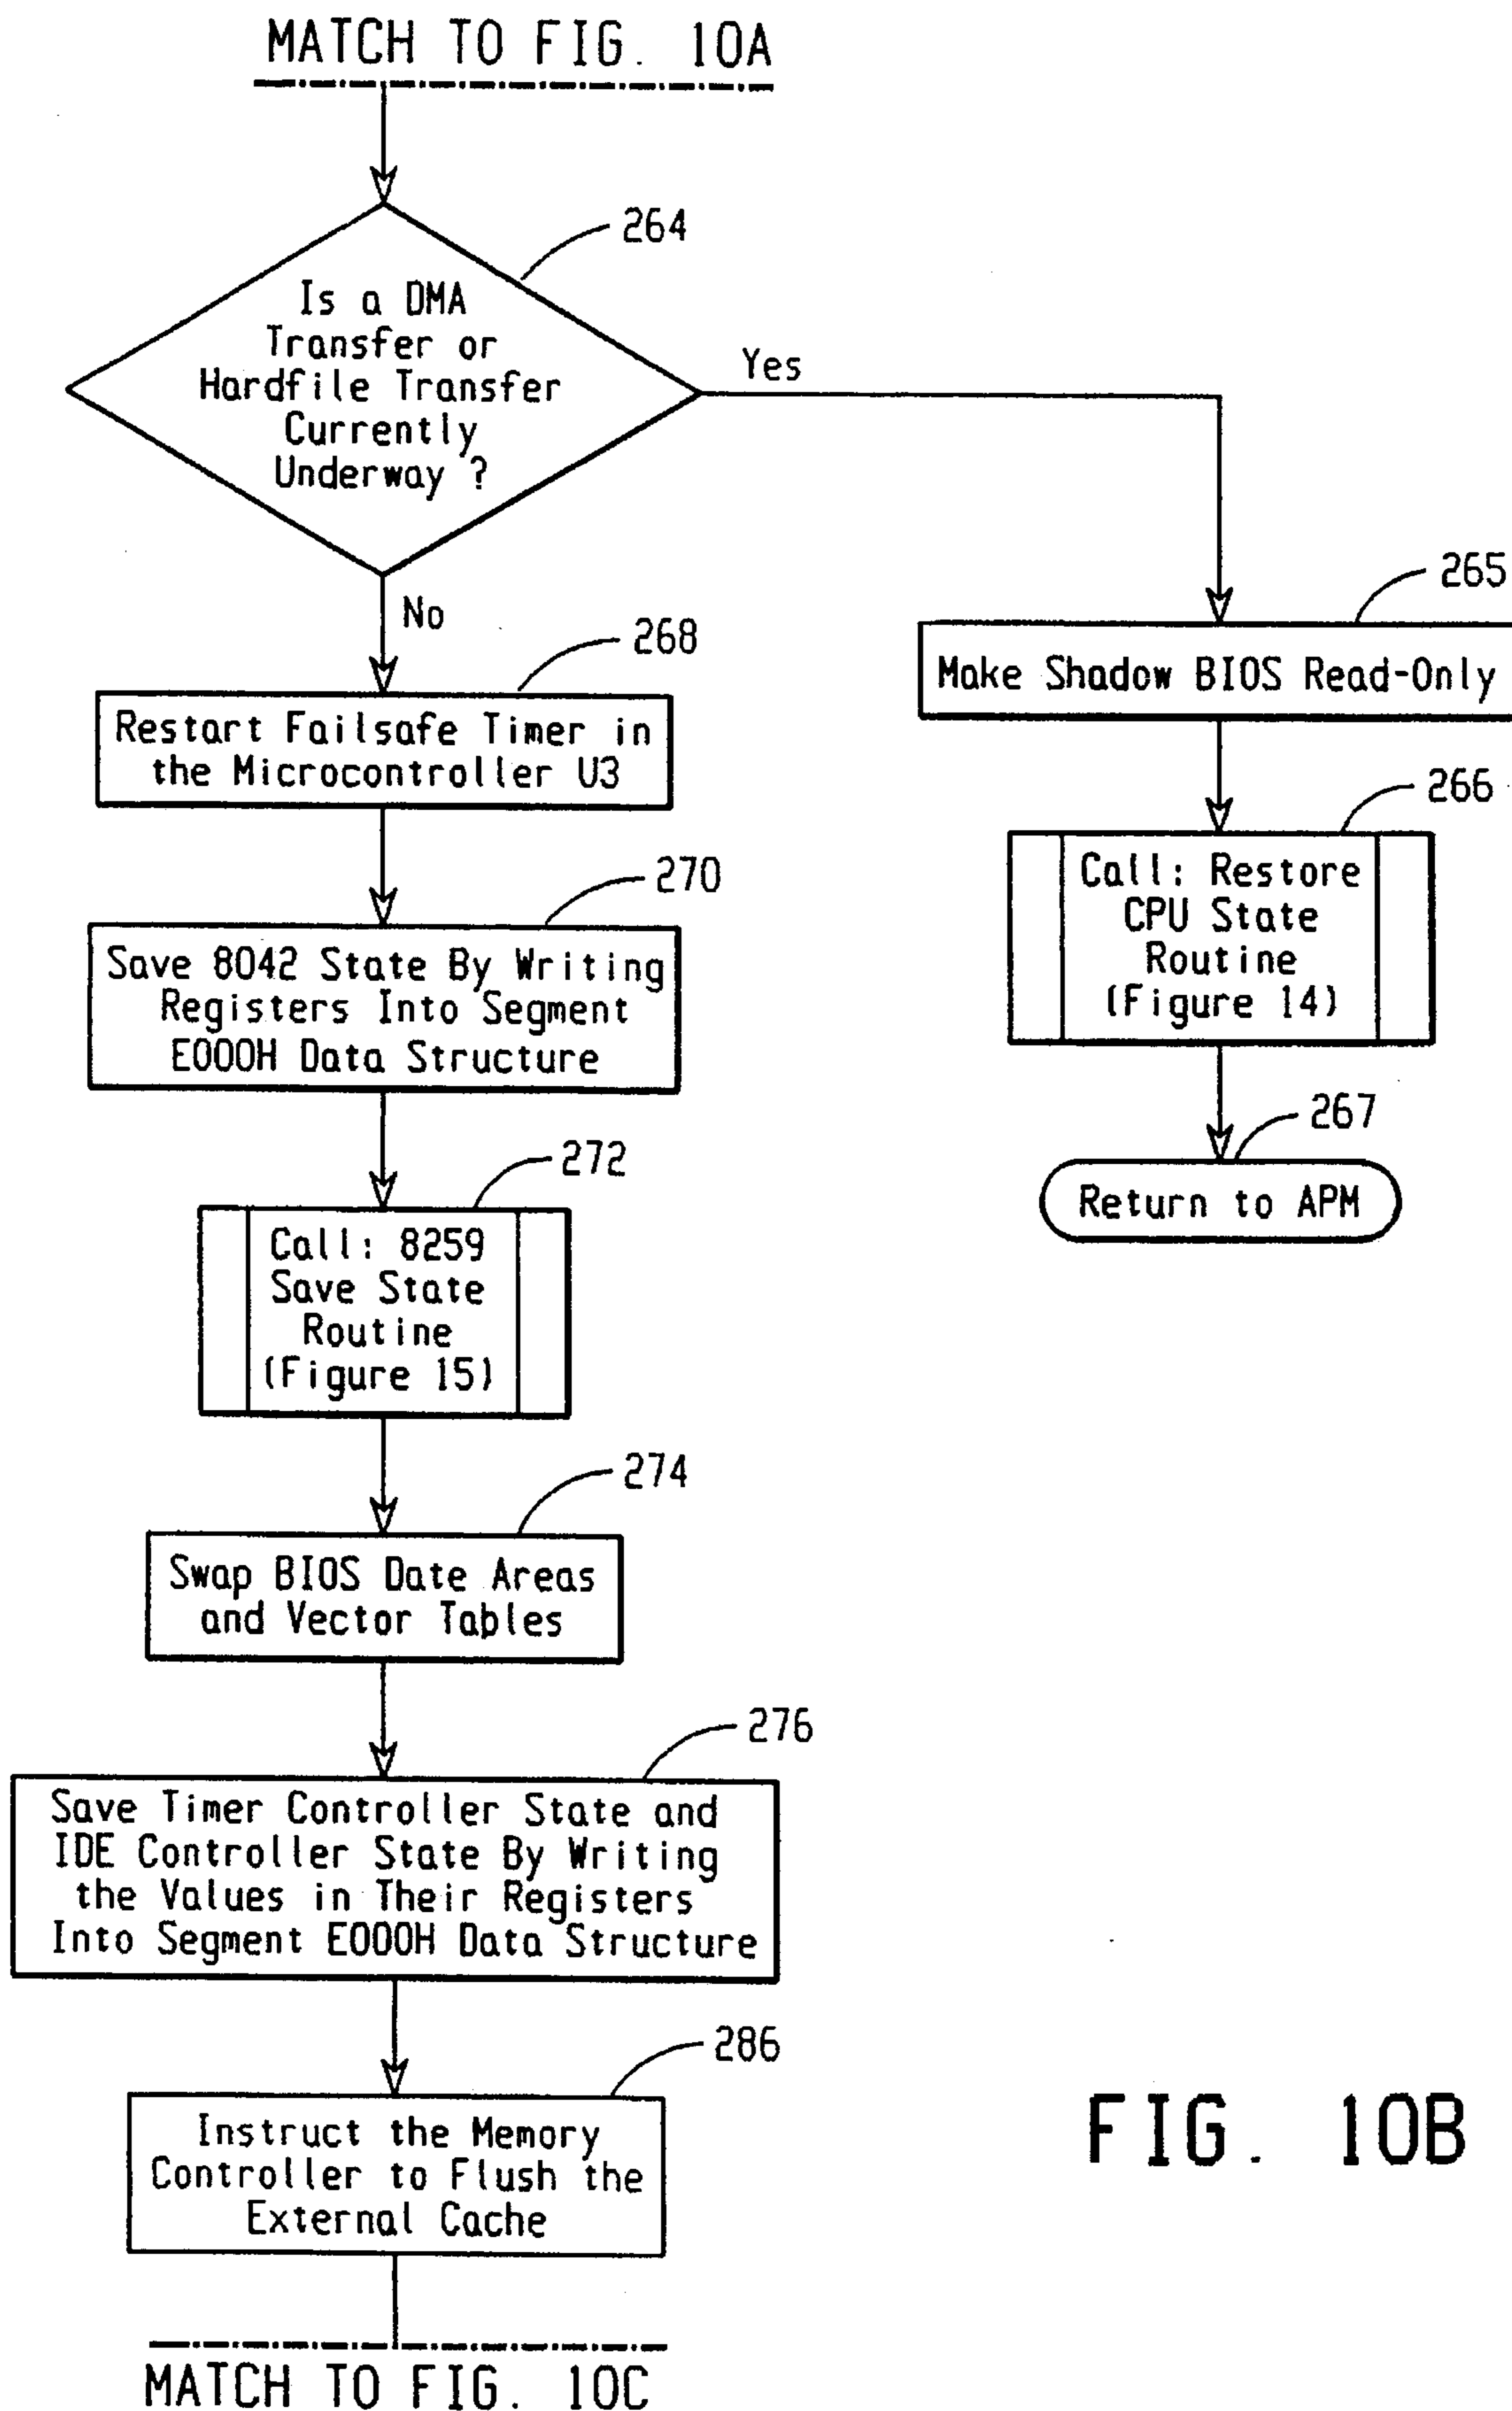 MATCH TO FIG. 10A
264
Is a DMA
Transfer or
Hardfile Transfer
Currently
Underway ?
Yes
No
265
Make Shadow BIOS Read-Only
266
Call: Restore
CPU State
Routine
(Figure 14)
267
Return to APM
268
Restart Failsafe Timer in
the Microcontroller U3
270
Save 8042 State By Writing
Registers Into Segment
E000H Data Structure
272
Call: 8259
Save State
Routine
(Figure 15)
274
Swap BIOS Date Areas
and Vector Tables
276
Save Timer Controller State and
IDE Controller State By Writing
the Values in Their Registers
Into Segment E000H Data Structure
286
Instruct the Memory
Controller to Flush the
External Cache
MATCH TO FIG. 10C
FIG. 10B